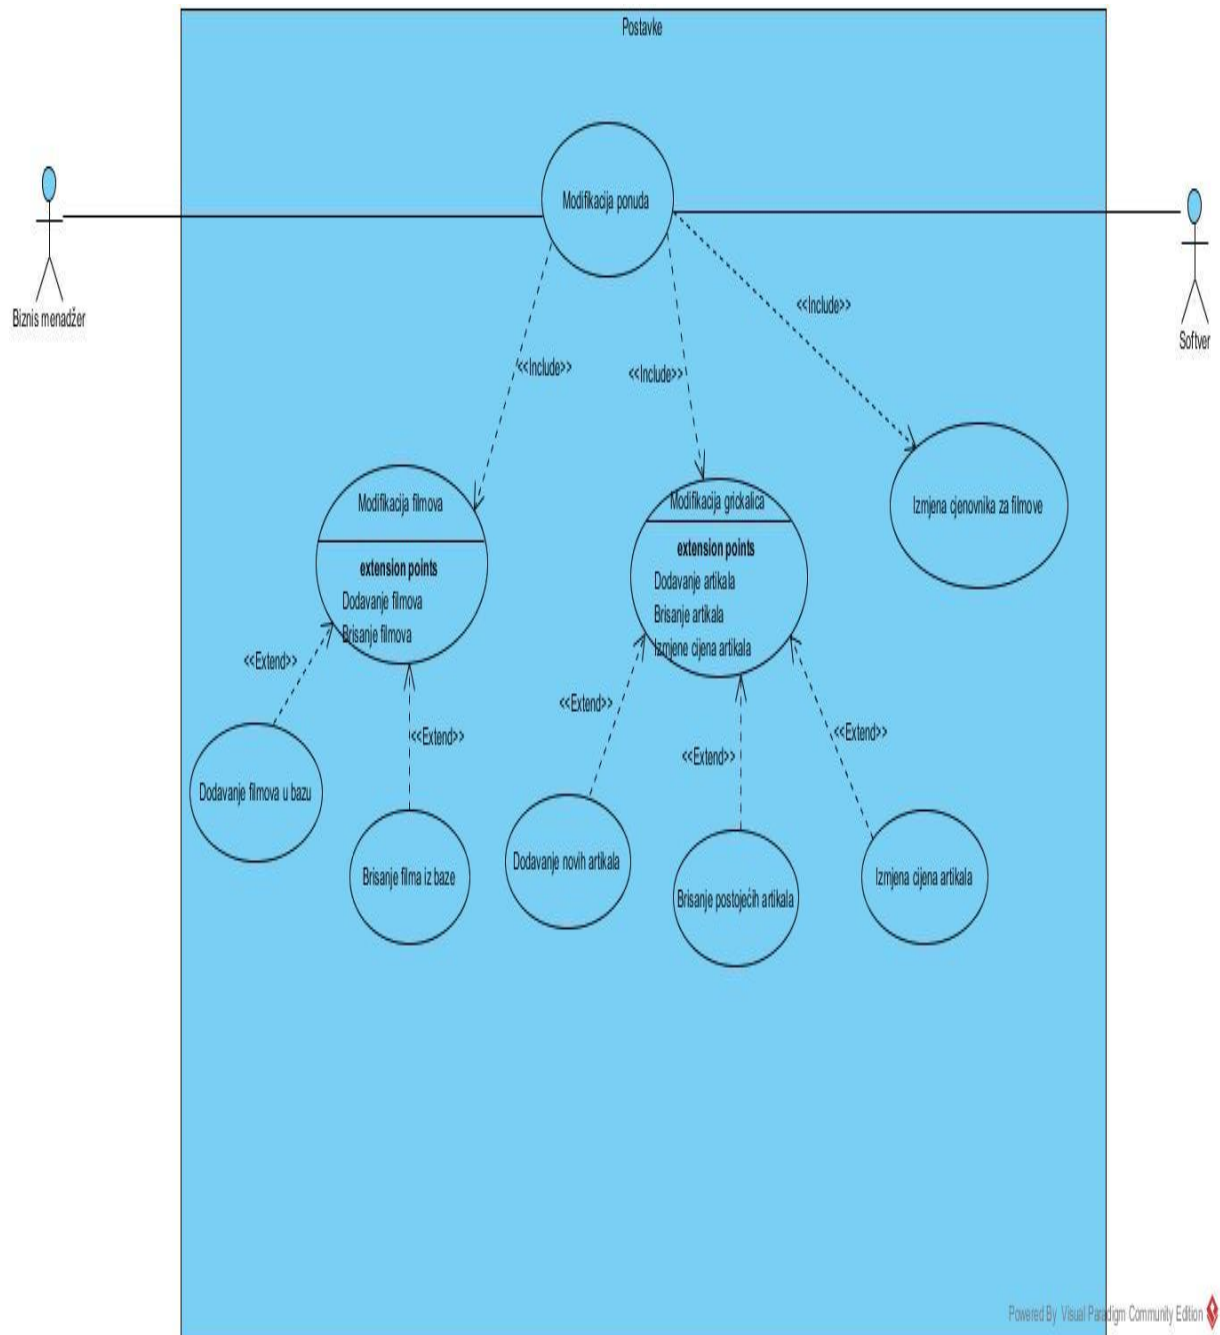 Postavke
Modifikacija ponuda
Biznis menadžer
Softver
<<Include>>
<<Include>>
<<Include>>
Modifikacija filmova
extension points
Dodavanje filmova
Brisanje filmova
Modifikacija grickalica
extension points
Dodavanje artikala
Brisanje artikala
Izmjene cijena artikala
Izmjena cjenovnika za filmove
<<Extend>>
<<Extend>>
<<Extend>>
<<Extend>>
<<Extend>>
Dodavanje filmova u bazu
Brisanje filma iz baze
Dodavanje novih artikala
Brisanje postojećih artikala
Izmjena cijena artikala
Powered By Visual Paradigm Community Edition